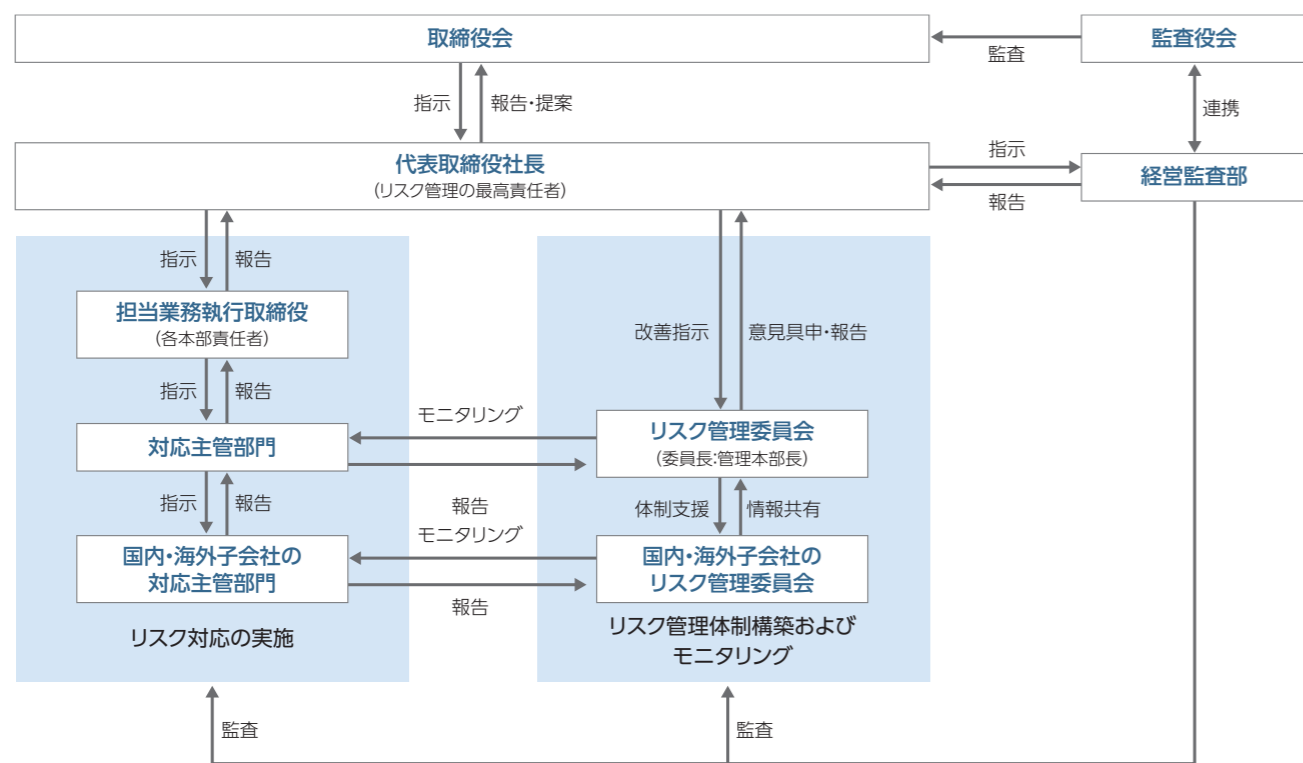 取締役会
監査役会
監査
指示
報告・提案
連携
代表取締役社長
(リスク管理の最高責任者)
指示
経営監査部
報告
指示
報告
担当業務執行取締役
(各本部責任者)
改善指示
意見具申・報告
指示
報告
モニタリング
対応主管部門
リスク管理委員会
(委員長:管理本部長)
指示
報告
報告
体制支援
情報共有
モニタリング
国内・海外子会社の
対応主管部門
国内・海外子会社の
リスク管理委員会
報告
リスク対応の実施
リスク管理体制構築および
モニタリング
監査
監査